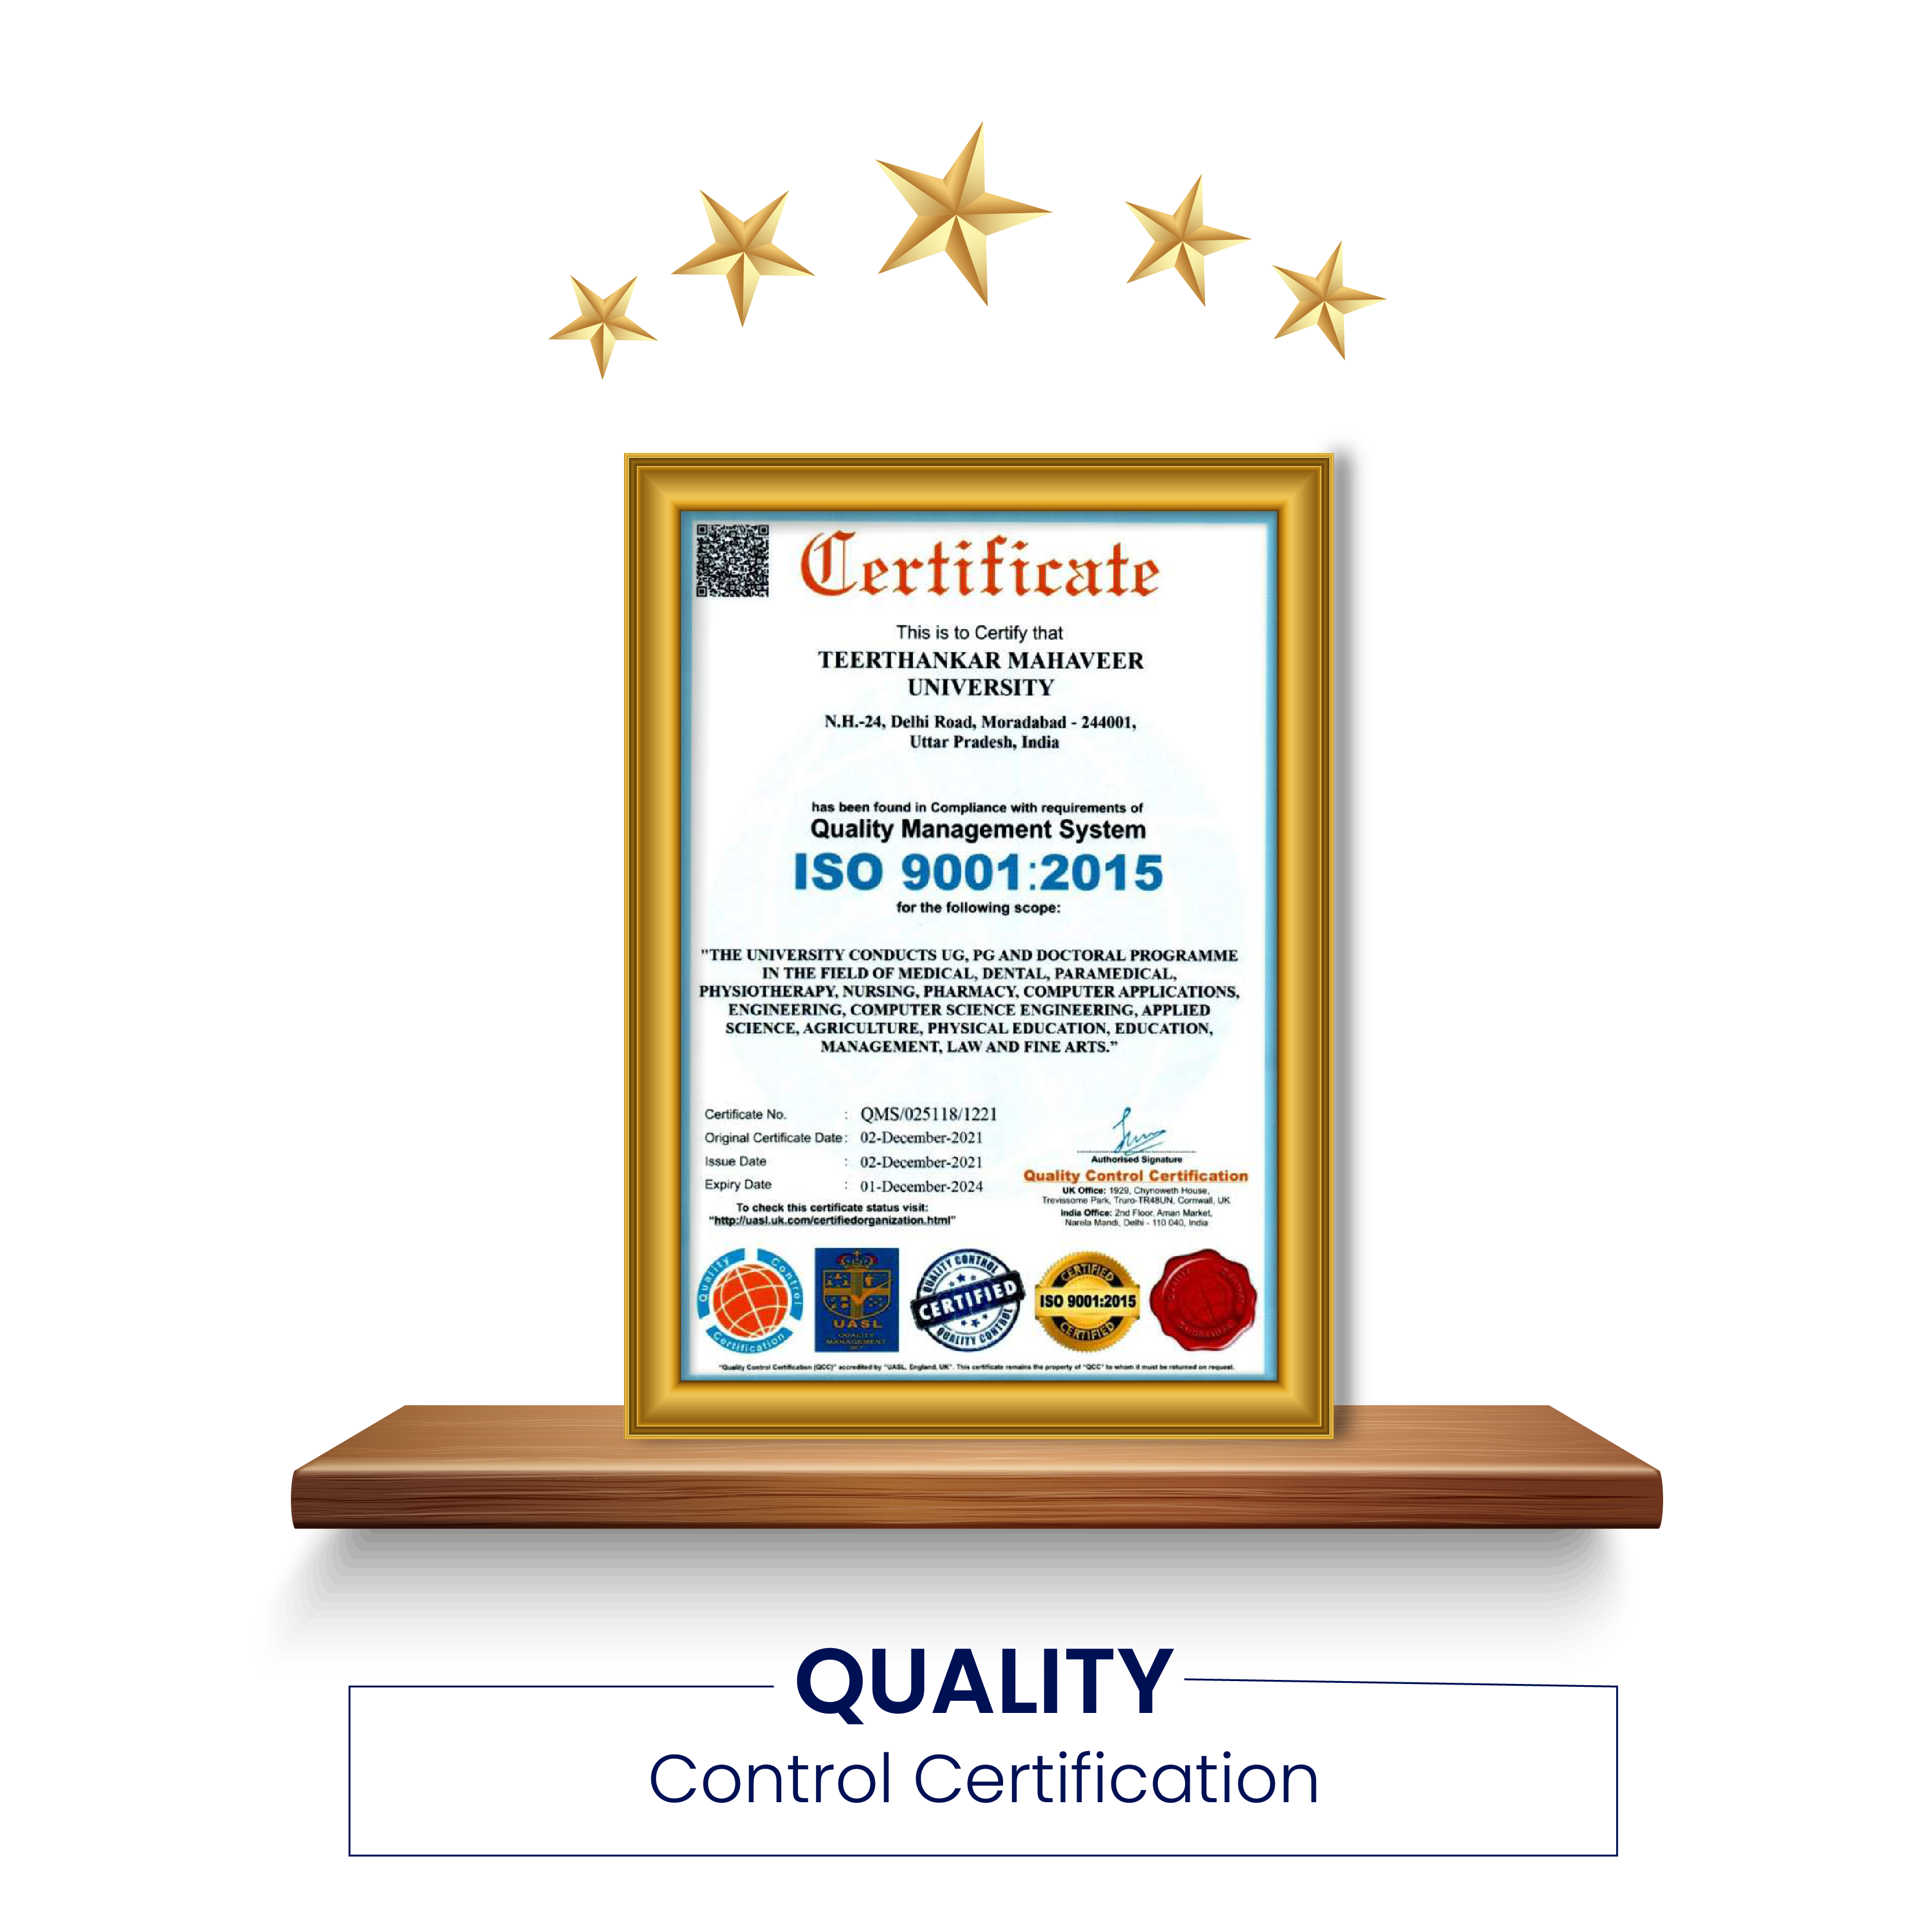 Certificate
This is to Certify that
TEERTHANKAR MAHAVEER
UNIVERSITY
N.H.-24, Delhi Road, Moradabad - 244001,
Uttar Pradesh, India
has been found in Compliance with requirements of
Quality Management System
ISO 9001:2015
for the following scope:
"THE UNIVERSITY CONDUCTS UG, PG AND DOCTORAL PROGRAMME
IN THE FIELD OF MEDICAL, DENTAL, PARAMEDICAL,
PHYSIOTHERAPY, NURSING, PHARMACY, COMPUTER APPLICATIONS,
ENGINEERING, COMPUTER SCIENCE ENGINEERING, APPLIED
SCIENCE, AGRICULTURE, PHYSICAL EDUCATION, EDUCATION,
MANAGEMENT, LAW AND FINE ARTS.”
Certificate No. : QMS/025118/1221
Original Certificate Date : 02-December-2021
Issue Date : 02-December-2021
Expiry Date : 01-December-2024
To check this certificate status visit:
"http://uasl.uk.com/certifiedorganization.html"
Authorised Signature
Quality Control Certification
UK Office: 1929, Chynoweth House,
Trevissome Park, Truro-TR48UN, Cornwall, UK
India Office: 2nd Floor, Aman Market,
Narela Mandi, Delhi - 110 040, India
Quality Control
Certification
UASL
QUALITY
MANAGEMENT
QUALITY CONTROL
CERTIFIED
QUALITY CONTROL
CERTIFIED
ISO 9001:2015
CERTIFIED
"Quality Control Certification (QCC)" accredited by "UASL, England, UK". This certificate remains the property of "QCC" to whom it must be returned on request.
QUALITY
Control Certification